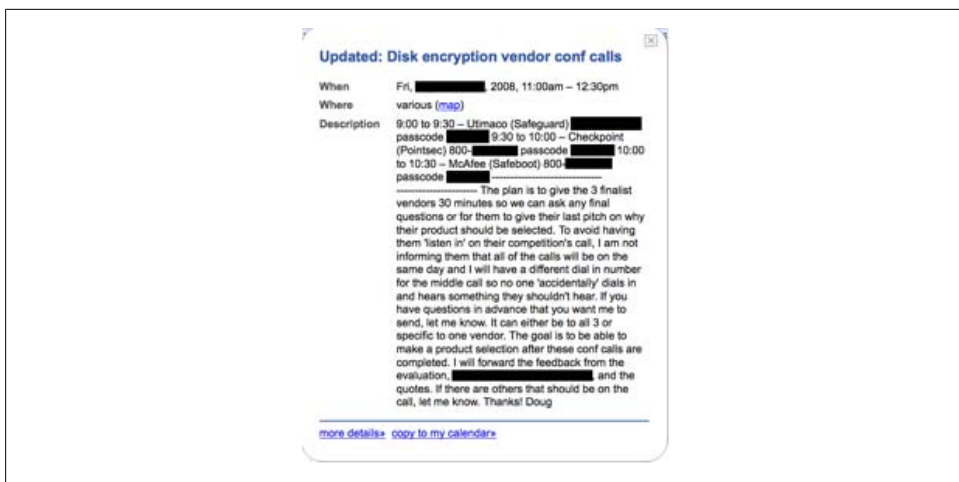 Updated: Disk encryption vendor conf calls
When Fri, , 2008, 11:00am – 12:30pm
Where various (map)
Description 9:00 to 9:30 – Utimaco (Safeguard)
passcode 9:30 to 10:00 – Checkpoint
(Pointsec) 800- passcode 10:00
to 10:30 – McAfee (Safeboot) 800-
passcode --------------------------------
----------------------- The plan is to give the 3 finalist
vendors 30 minutes so we can ask any final
questions or for them to give their last pitch on why
their product should be selected. To avoid having
them 'listen in' on their competition's call, I am not
informing them that all of the calls will be on the
same day and I will have a different dial in number
for the middle call so no one 'accidentally' dials in
and hears something they shouldn't hear. If you
have questions in advance that you want me to
send, let me know. It can either be to all 3 or
specific to one vendor. The goal is to be able to
make a product selection after these conf calls are
completed. I will forward the feedback from the
evaluation, , and the
quotes. If there are others that should be on the
call, let me know. Thanks! Doug
more details» copy to my calendar»